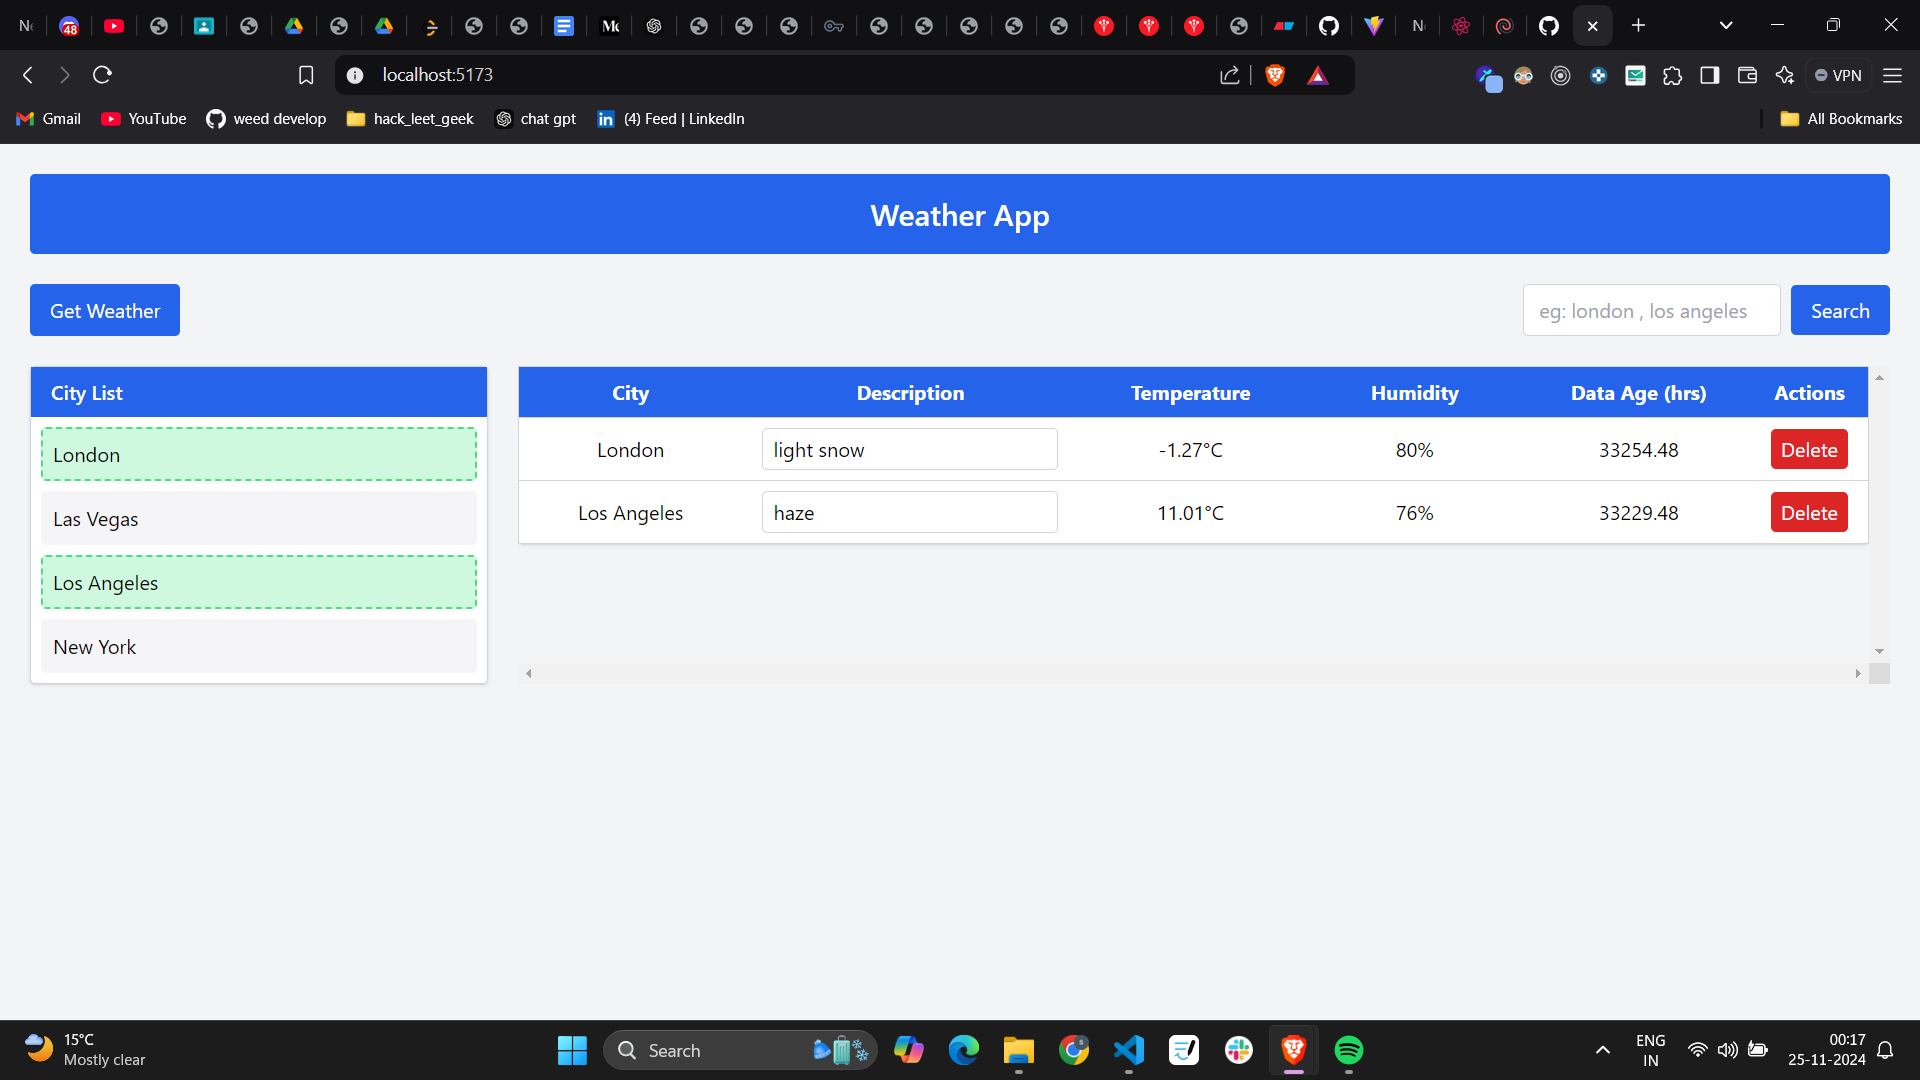 48
localhost:5173
VPN
Gmail
YouTube
weed develop
hack_leet_geek
chat gpt
(4) Feed | LinkedIn
All Bookmarks
Weather App
Get Weather
eg: london , los angeles
Search
City List
London
Las Vegas
Los Angeles
New York
City Description Temperature Humidity Data Age (hrs) Actions
London light snow -1.27°C 80% 33254.48 Delete
Los Angeles haze 11.01°C 76% 33229.48 Delete
15°C
Mostly clear
Search
ENG
IN
00:17
25-11-2024